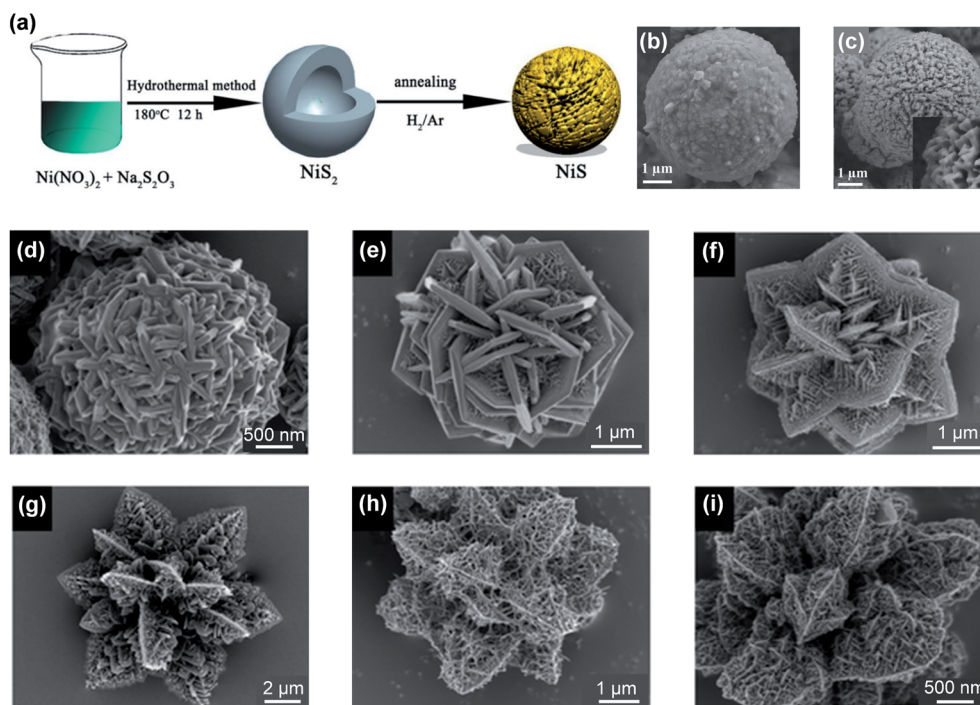 (a)
Hydrothermal method
180°C 12 h
annealing
H₂/Ar
Ni(NO₃)₂ + Na₂S₂O₃
NiS₂
NiS
(b)
1 µm
(c)
1 µm
(d)
500 nm
(e)
1 µm
(f)
1 µm
(g)
2 µm
(h)
1 µm
(i)
500 nm